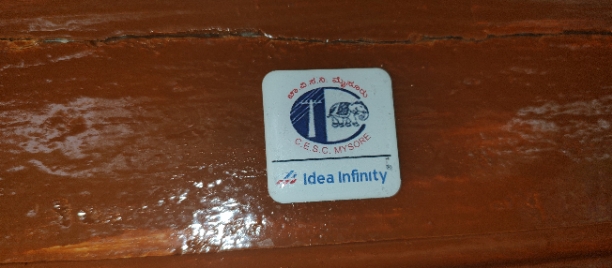 ಚಾ.ವಿ.ಸ.ನಿ. ಮೈಸೂರು
C.E.S.C. MYSORE
Idea Infinity